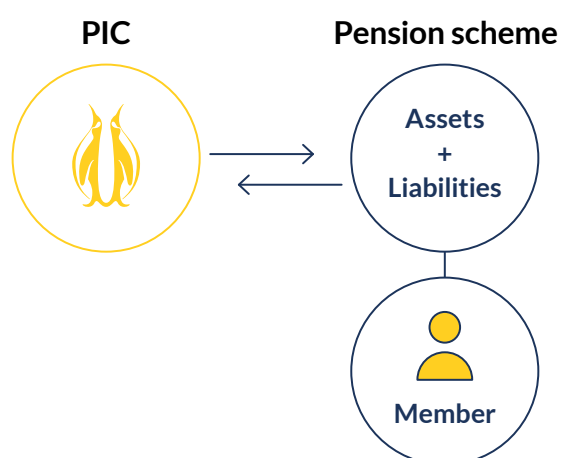 PIC
Pension scheme
Assets
+
Liabilities
Member